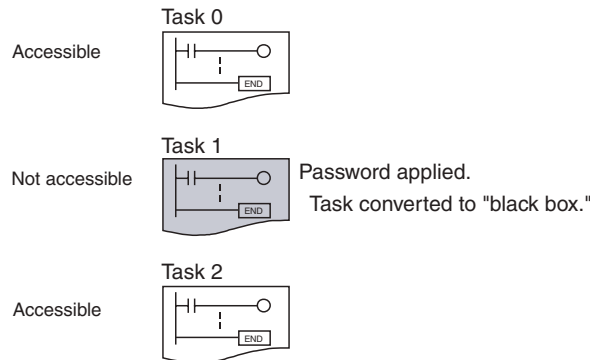 Task 0
Accessible
END
Task 1
Not accessible
Password applied.
Task converted to "black box."
END
Task 2
Accessible
END